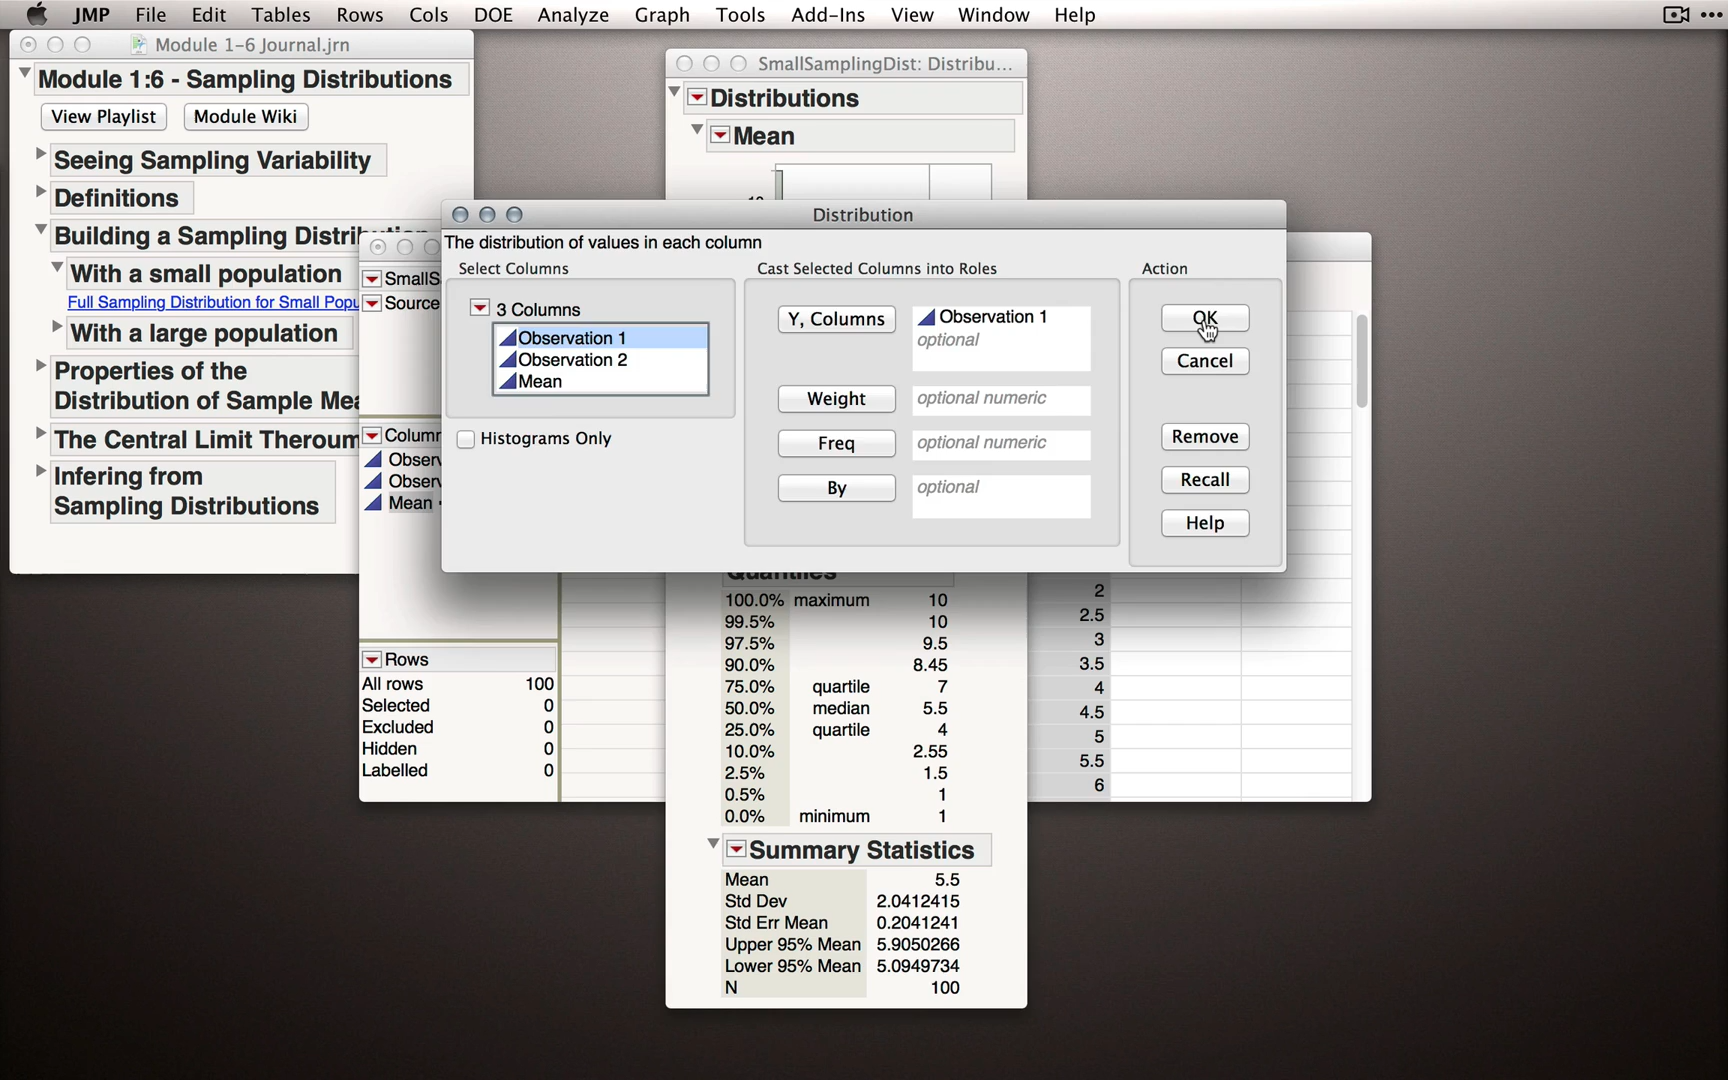 JMP File Edit Tables Rows Cols DOE Analyze Graph Tools Add-Ins View Window Help
Module 1-6 Journal.jrn
Module 1:6 - Sampling Distributions
View Playlist Module Wiki
Seeing Sampling Variability
Definitions
Building a Sampling
With a small population
Full Sampling Distribution for Small
With a large population
Properties of the
Distribution of Sample
The Central Limit Theroum
Infering from
Sampling Distributions
SmallSamplingDist: Distribu...
Distributions
Mean
Distribution
The distribution of values in each column
Select Columns
3 Columns
Observation 1
Observation 2
Mean
Histograms Only
Cast Selected Columns into Roles
Y, Columns Observation 1
optional
Weight optional numeric
Freq optional numeric
By optional
Action
OK
Cancel
Remove
Recall
Help
Source
Mean
Rows
All rows 100
Selected 0
Excluded 0
Hidden 0
Labelled 0
Quantiles
100.0% maximum 10
99.5% 10
97.5% 9.5
90.0% 8.45
75.0% quartile 7
50.0% median 5.5
25.0% quartile 4
10.0% 2.55
2.5% 1.5
0.5% 1
0.0% minimum 1
Summary Statistics
Mean 5.5
Std Dev 2.0412415
Std Err Mean 0.2041241
Upper 95% Mean 5.9050266
Lower 95% Mean 5.0949734
N 100
2
2.5
3
3.5
4
4.5
5
5.5
6